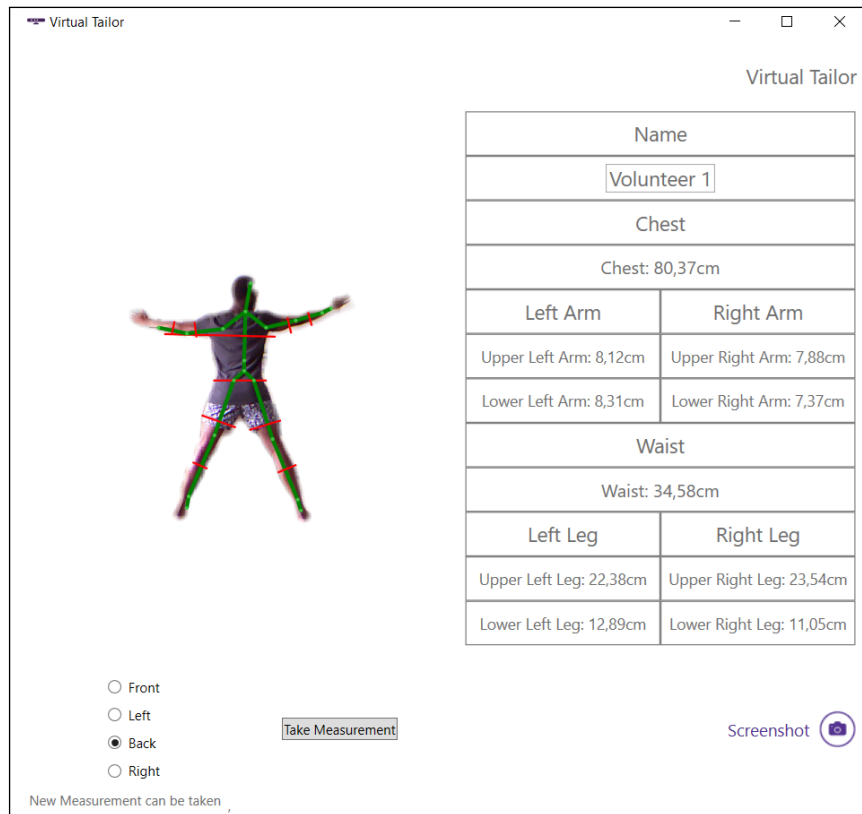 Virtual Tailor
Virtual Tailor
Name
Volunteer 1
Chest
Chest: 80,37cm
Left Arm Right Arm
Upper Left Arm: 8,12cm Upper Right Arm: 7,88cm
Lower Left Arm: 8,31cm Lower Right Arm: 7,37cm
Waist
Waist: 34,58cm
Left Leg Right Leg
Upper Left Leg: 22,38cm Upper Right Leg: 23,54cm
Lower Left Leg: 12,89cm Lower Right Leg: 11,05cm
Front
Left
Back
Right
Take Measurement
Screenshot
New Measurement can be taken ,